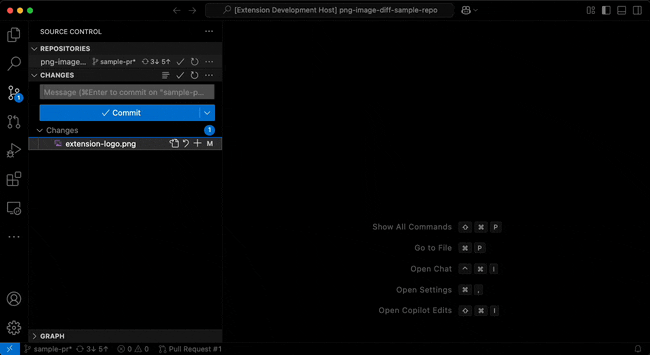 [Extension Development Host] png-image-diff-sample-repo
SOURCE CONTROL
REPOSITORIES
png-image... sample-pr* 3↓ 5↑
CHANGES
Message (⌘Enter to commit on "sample-p...
Commit
Changes 1
extension-logo.png M
1
Show All Commands ⇧ ⌘ P
Go to File ⌘ P
Open Chat ^ ⌘ I
Open Settings ⌘ ,
Open Copilot Edits ⇧ ⌘ I
GRAPH
sample-pr* 3↓ 5↑ 0 0 Pull Request #1